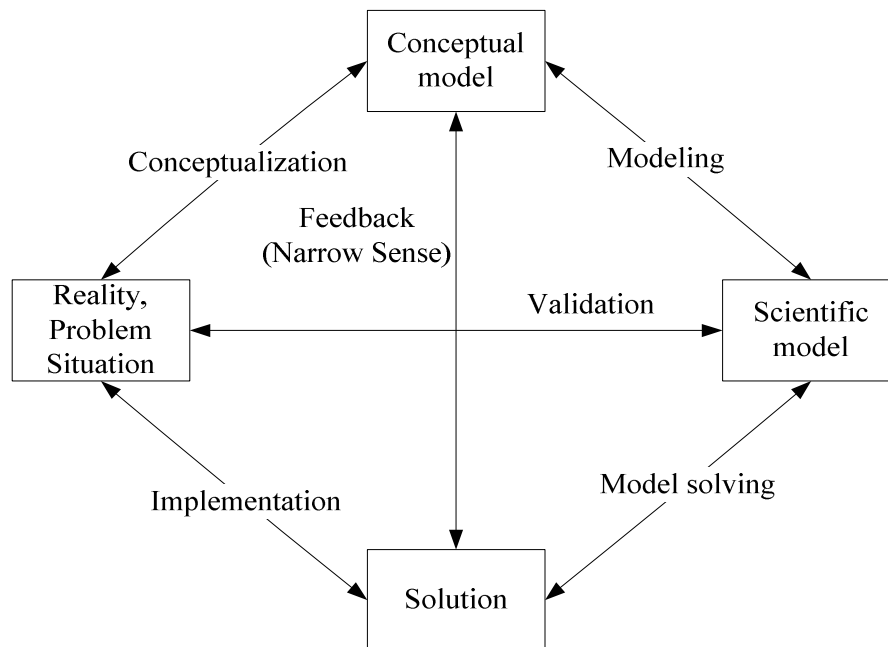 Conceptual
model
Conceptualization
Modeling
Feedback
(Narrow Sense)
Reality,
Problem
Situation
Validation
Scientific
model
Implementation
Model solving
Solution